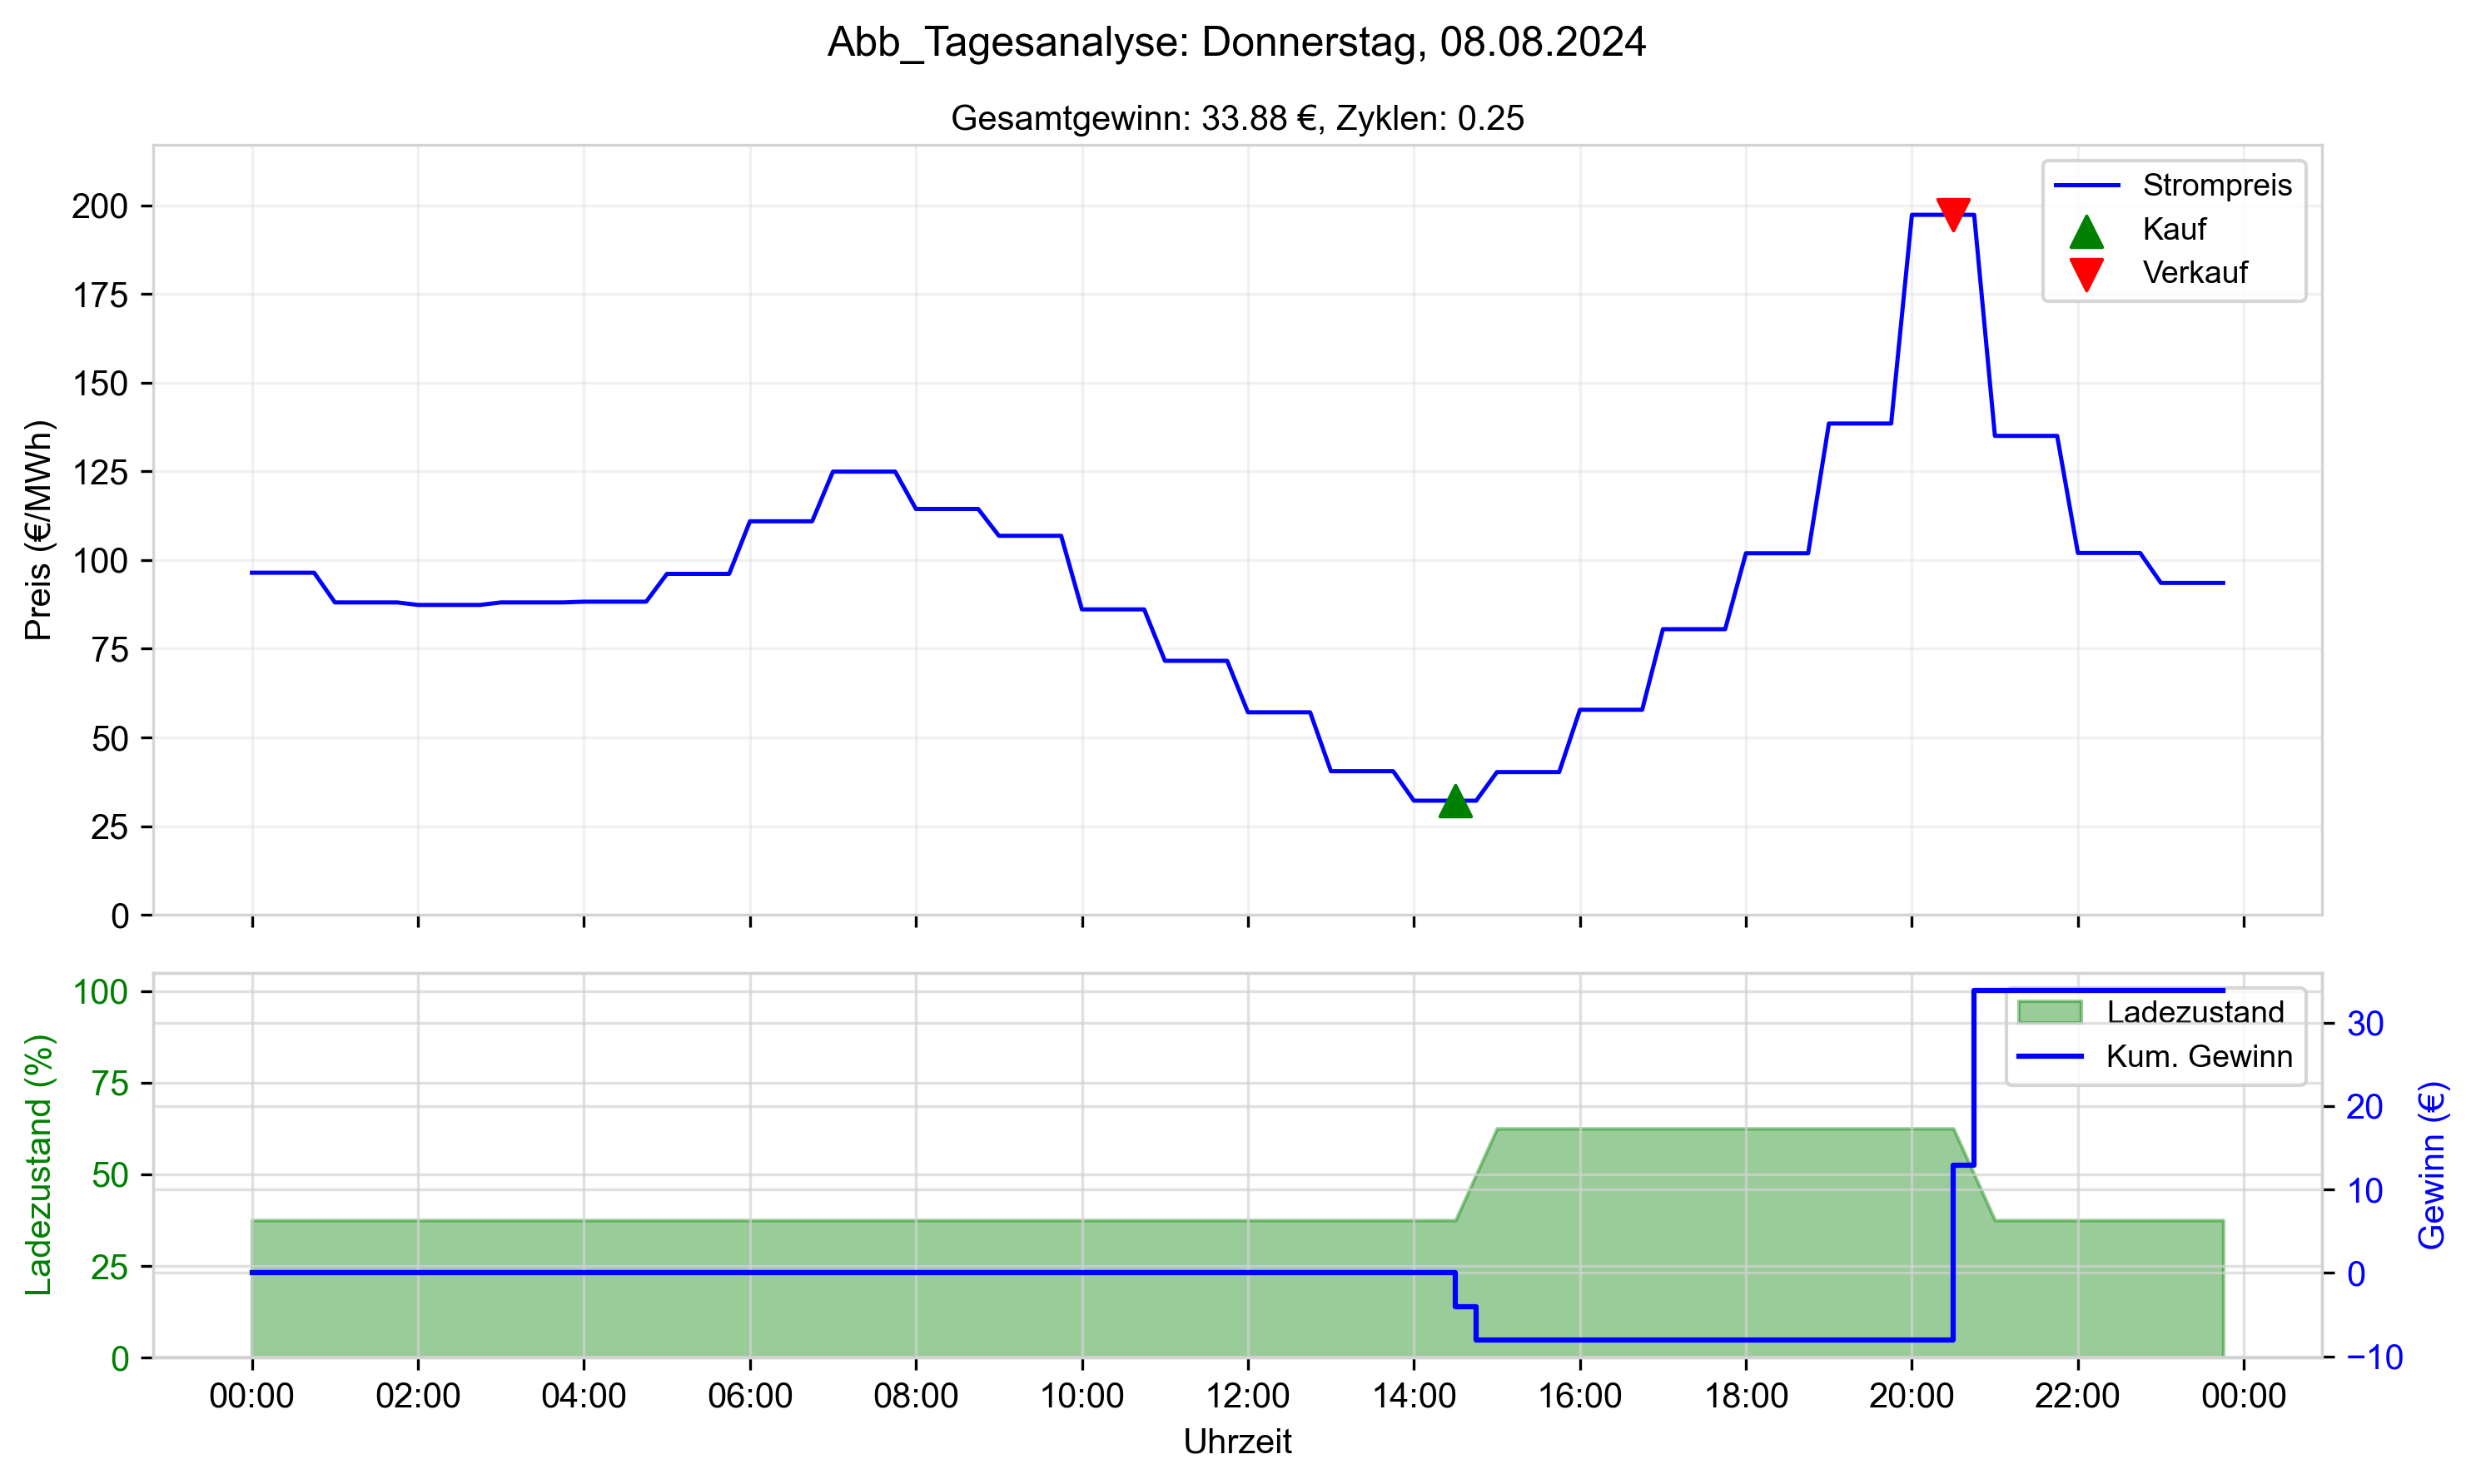 Abb_Tagesanalyse: Donnerstag, 08.08.2024
Gesamtgewinn: 33.88 €, Zyklen: 0.25
Preis (€/MWh)
200
175
150
125
100
75
50
25
0
Strompreis
Kauf
Verkauf
Ladezustand (%)
100
75
50
25
0
Ladezustand
Kum. Gewinn
30
20
10
0
−10
Gewinn (€)
00:00 02:00 04:00 06:00 08:00 10:00 12:00 14:00 16:00 18:00 20:00 22:00 00:00
Uhrzeit